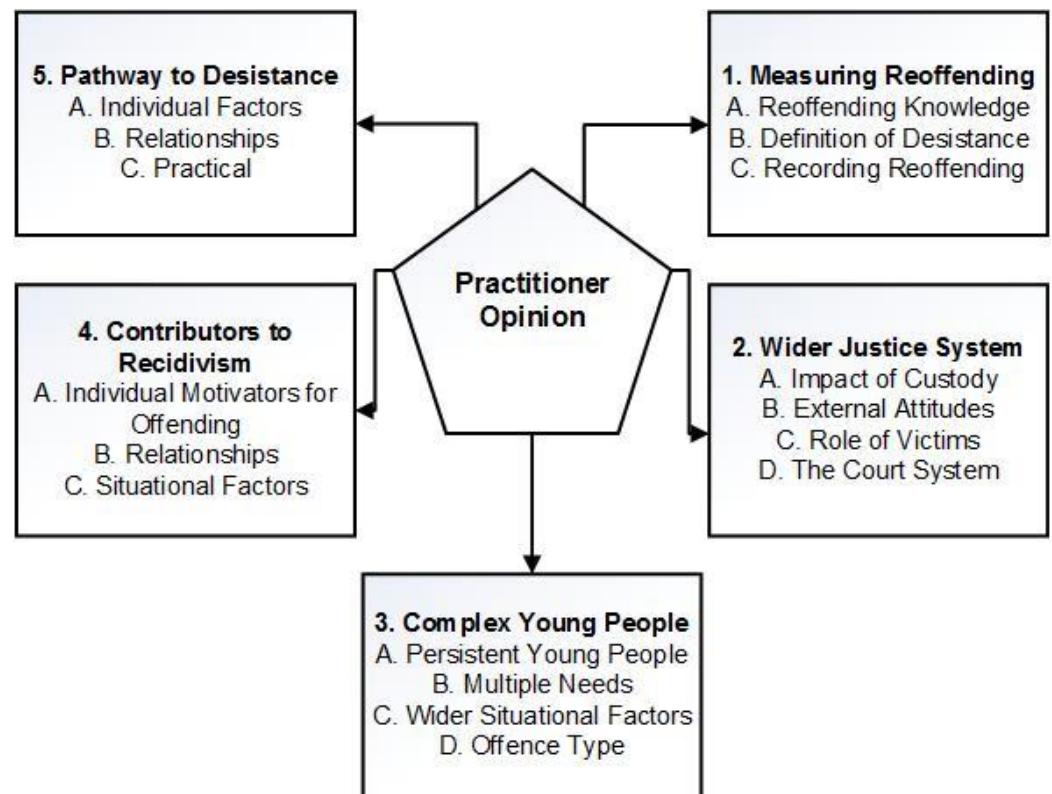 5. Pathway to Desistance
A. Individual Factors
B. Relationships
C. Practical
1. Measuring Reoffending
A. Reoffending Knowledge
B. Definition of Desistance
C. Recording Reoffending
Practitioner
Opinion
4. Contributors to
Recidivism
A. Individual Motivators for
Offending
B. Relationships
C. Situational Factors
2. Wider Justice System
A. Impact of Custody
B. External Attitudes
C. Role of Victims
D. The Court System
3. Complex Young People
A. Persistent Young People
B. Multiple Needs
C. Wider Situational Factors
D. Offence Type